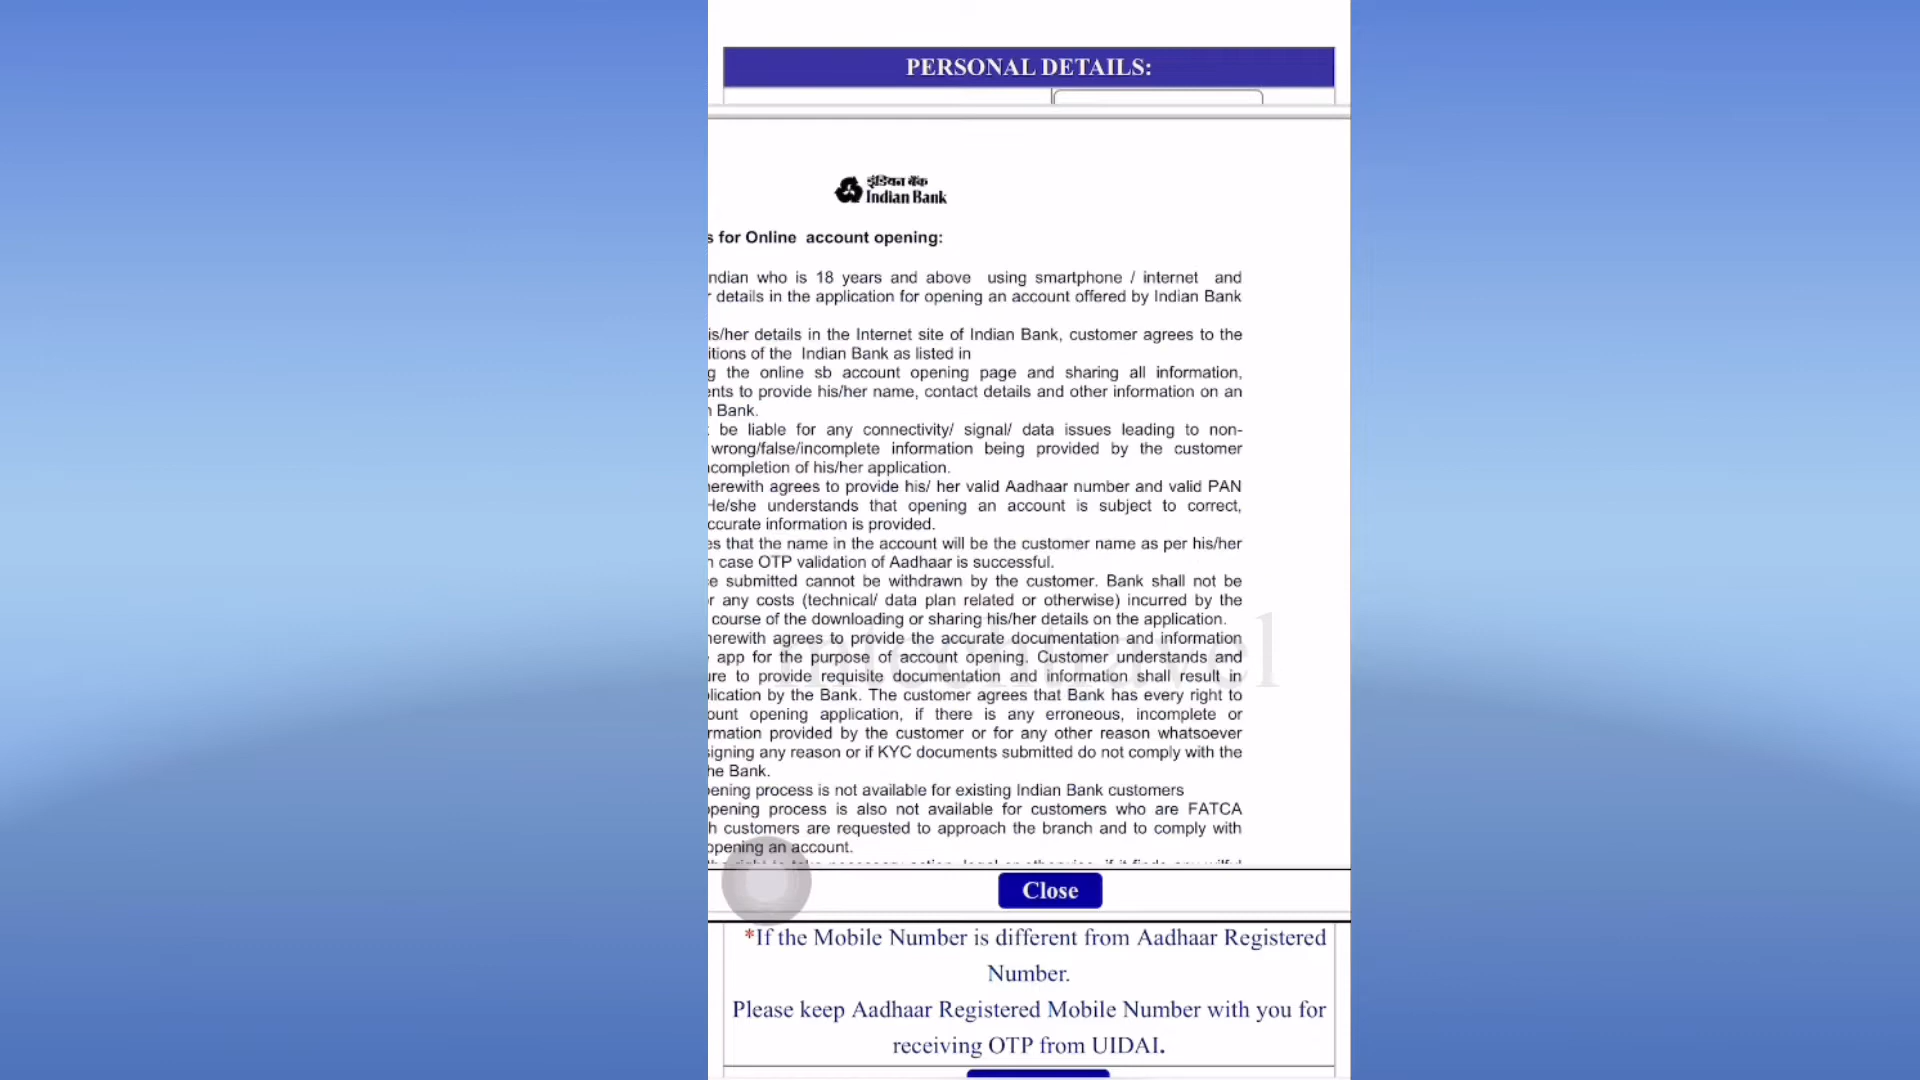 PERSONAL DETAILS:
इंडियन बैंक
Indian Bank
s for Online account opening:
ndian who is 18 years and above using smartphone / internet and
details in the application for opening an account offered by Indian Bank
is/her details in the Internet site of Indian Bank, customer agrees to the
itions of the Indian Bank as listed in
g the online sb account opening page and sharing all information,
ents to provide his/her name, contact details and other information on an
Bank.
be liable for any connectivity/ signal/ data issues leading to non-
wrong/false/incomplete information being provided by the customer
completion of his/her application.
erewith agrees to provide his/ her valid Aadhaar number and valid PAN
He/she understands that opening an account is subject to correct,
ccurate information is provided.
es that the name in the account will be the customer name as per his/her
case OTP validation of Aadhaar is successful.
e submitted cannot be withdrawn by the customer. Bank shall not be
r any costs (technical/ data plan related or otherwise) incurred by the
course of the downloading or sharing his/her details on the application.
erewith agrees to provide the accurate documentation and information
app for the purpose of account opening. Customer understands and
ure to provide requisite documentation and information shall result in
lication by the Bank. The customer agrees that Bank has every right to
ount opening application, if there is any erroneous, incomplete or
rmation provided by the customer or for any other reason whatsoever
signing any reason or if KYC documents submitted do not comply with the
he Bank.
pening process is not available for existing Indian Bank customers
opening process is also not available for customers who are FATCA
h customers are requested to approach the branch and to comply with
opening an account.
Close
*If the Mobile Number is different from Aadhaar Registered
Number.
Please keep Aadhaar Registered Mobile Number with you for
receiving OTP from UIDAI.